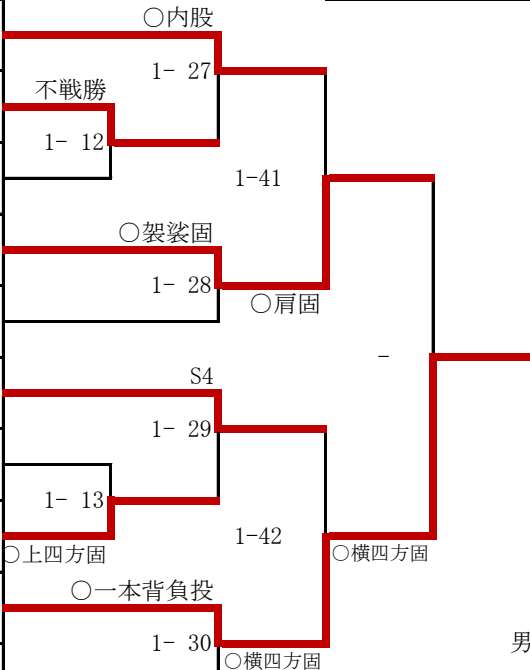 ○内股
1- 27
不戦勝
1- 12
1-41
○袈裟固
1- 28
○肩固
-
S4
1- 29
1- 13
1-42
○上四方固
○横四方固
○一本背負投
1- 30
男
○横四方固